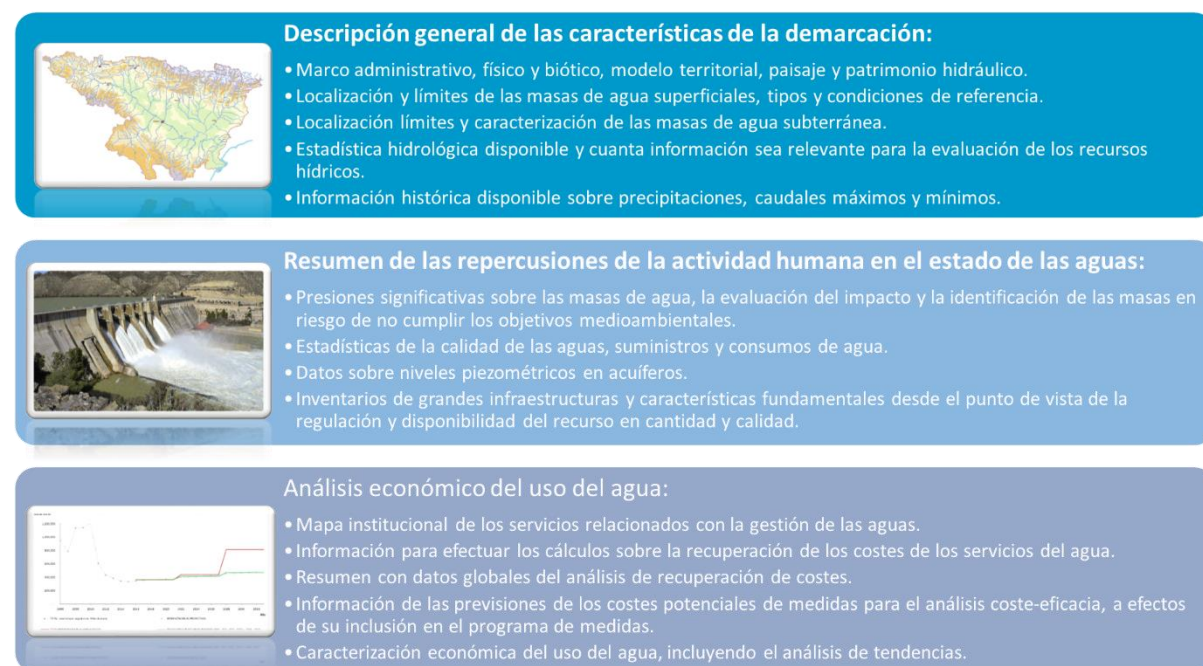 Descripción general de las características de la demarcación:
• Marco administrativo, físico y biótico, modelo territorial, paisaje y patrimonio hidráulico.
• Localización y límites de las masas de agua superficiales, tipos y condiciones de referencia.
• Localización límites y caracterización de las masas de agua subterránea.
• Estadística hidrológica disponible y cuanta información sea relevante para la evaluación de los recursos
hídricos.
• Información histórica disponible sobre precipitaciones, caudales máximos y mínimos.
Resumen de las repercusiones de la actividad humana en el estado de las aguas:
• Presiones significativas sobre las masas de agua, la evaluación del impacto y la identificación de las masas en
riesgo de no cumplir los objetivos medioambientales.
• Estadísticas de la calidad de las aguas, suministros y consumos de agua.
• Datos sobre niveles piezométricos en acuíferos.
• Inventarios de grandes infraestructuras y características fundamentales desde el punto de vista de la
regulación y disponibilidad del recurso en cantidad y calidad.
Análisis económico del uso del agua:
• Mapa institucional de los servicios relacionados con la gestión de las aguas.
• Información para efectuar los cálculos sobre la recuperación de los costes de los servicios del agua.
• Resumen con datos globales del análisis de recuperación de costes.
• Información de las previsiones de los costes potenciales de medidas para el análisis coste-eficacia, a efectos
de su inclusión en el programa de medidas.
• Caracterización económica del uso del agua, incluyendo el análisis de tendencias.